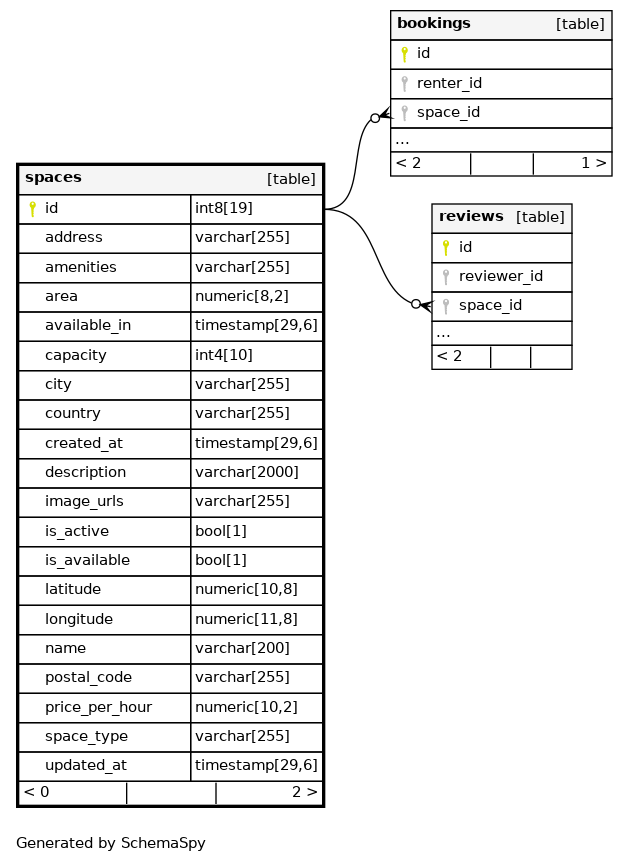 bookings [table]
id
renter_id
space_id
...
< 2 1 >
spaces [table]
id int8[19]
address varchar[255]
amenities varchar[255]
area numeric[8,2]
available_in timestamp[29,6]
capacity int4[10]
city varchar[255]
country varchar[255]
created_at timestamp[29,6]
description varchar[2000]
image_urls varchar[255]
is_active bool[1]
is_available bool[1]
latitude numeric[10,8]
longitude numeric[11,8]
name varchar[200]
postal_code varchar[255]
price_per_hour numeric[10,2]
space_type varchar[255]
updated_at timestamp[29,6]
< 0 2 >
reviews [table]
id
reviewer_id
space_id
...
< 2
Generated by SchemaSpy